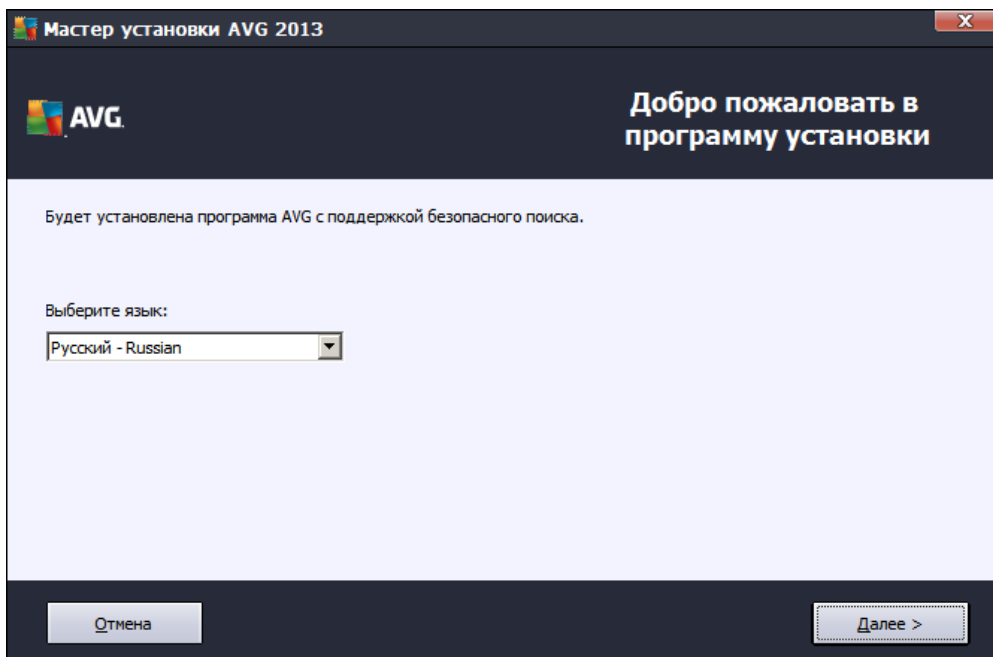 Мастер установки AVG 2013
X
AVG.
Добро пожаловать в
программу установки
Будет установлена программа AVG с поддержкой безопасного поиска.
Выберите язык:
Русский - Russian
Отмена
Далее >